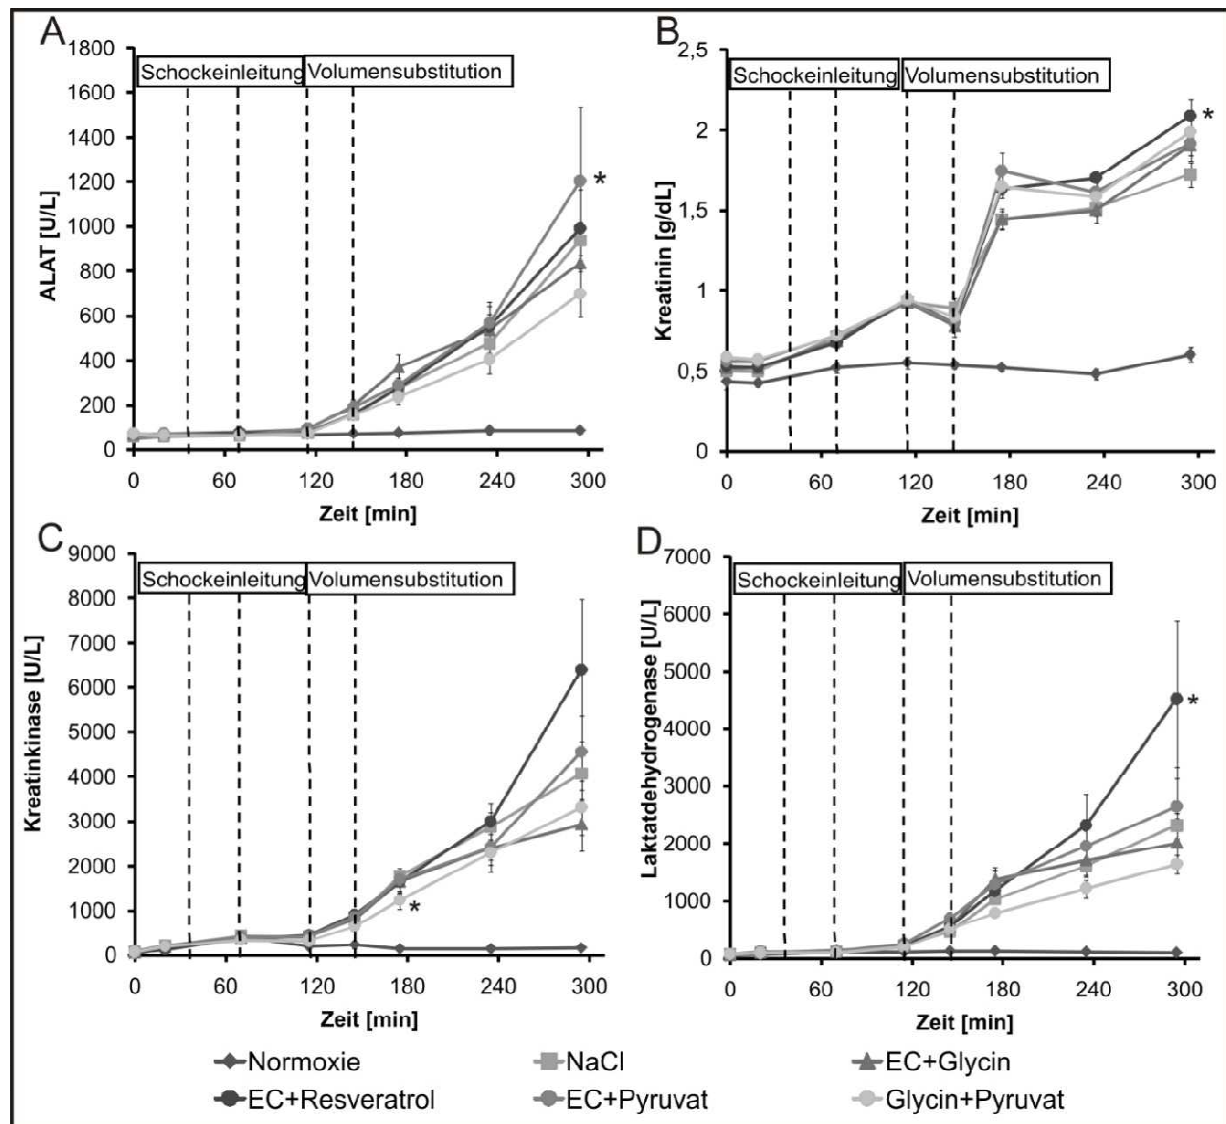 A
1800
1600
1400
1200
1000
800
600
400
200
0
ALAT [U/L]
Schockeinleitung
Volumensubstitution
*
0 60 120 180 240 300
Zeit [min]
B
2,5
2
1,5
1
0,5
0
Kreatinin [g/dL]
Schockeinleitung
Volumensubstitution
*
0 60 120 180 240 300
Zeit [min]
C
9000
8000
7000
6000
5000
4000
3000
2000
1000
0
Kreatinkinase [U/L]
Schockeinleitung
Volumensubstitution
*
0 60 120 180 240 300
Zeit [min]
D
7000
6000
5000
4000
3000
2000
1000
0
Laktatdehydrogenase [U/L]
Schockeinleitung
Volumensubstitution
*
0 60 120 180 240 300
Zeit [min]
Normoxie NaCl EC+Glycin
EC+Resveratrol EC+Pyruvat Glycin+Pyruvat